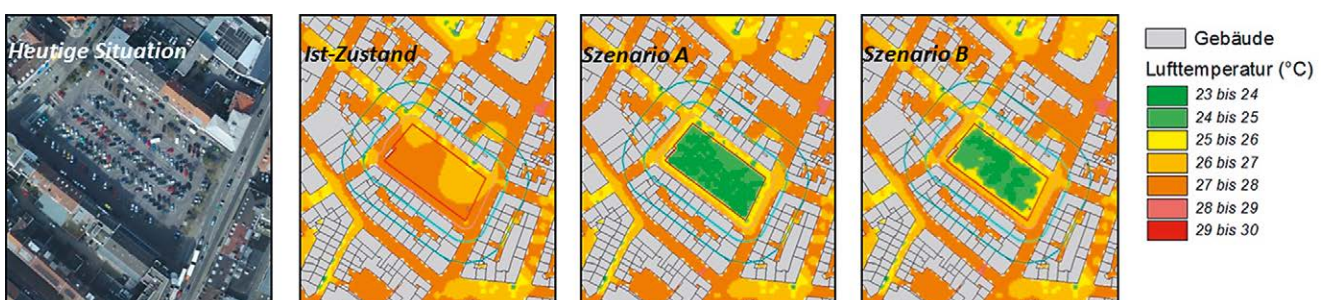 Heutige Situation
Ist-Zustand
Szenario A
Szenario B
Gebäude
Lufttemperatur (°C)
23 bis 24
24 bis 25
25 bis 26
26 bis 27
27 bis 28
28 bis 29
29 bis 30